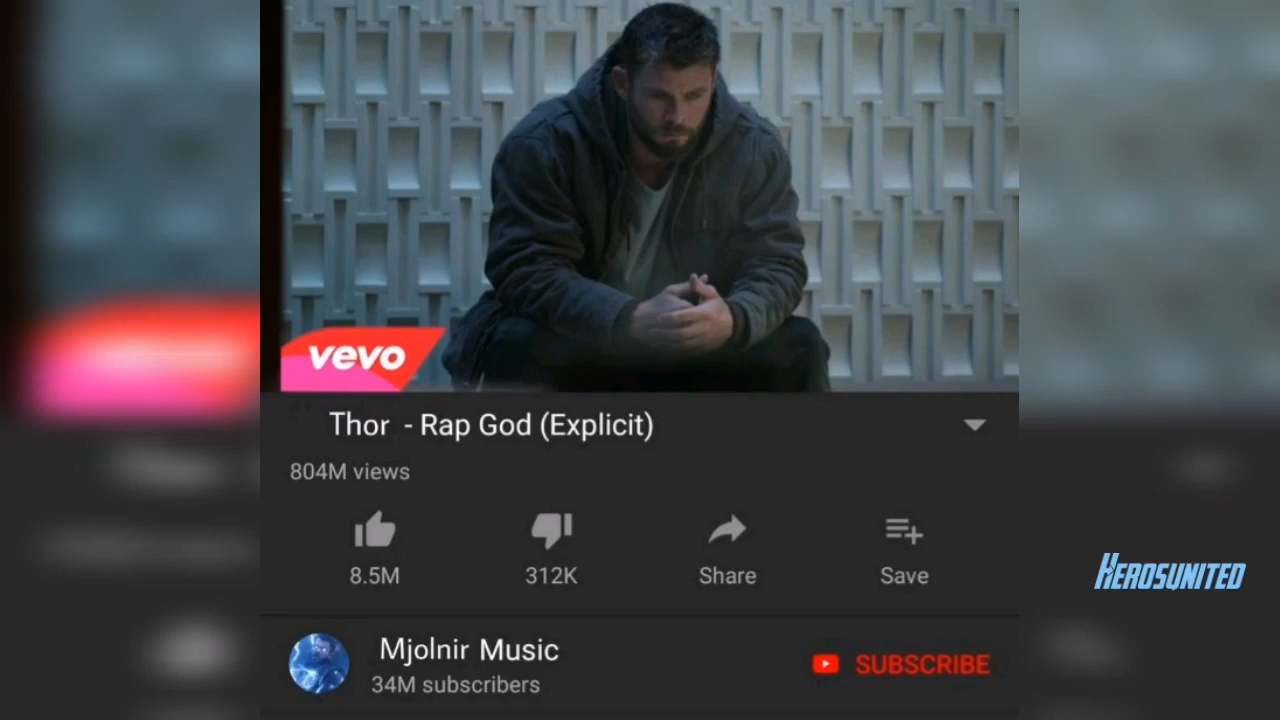 vevo
Thor - Rap God (Explicit)
804M views
8.5M
312K
Share
Save
HEROSUNITED
Mjolnir Music
34M subscribers
SUBSCRIBE